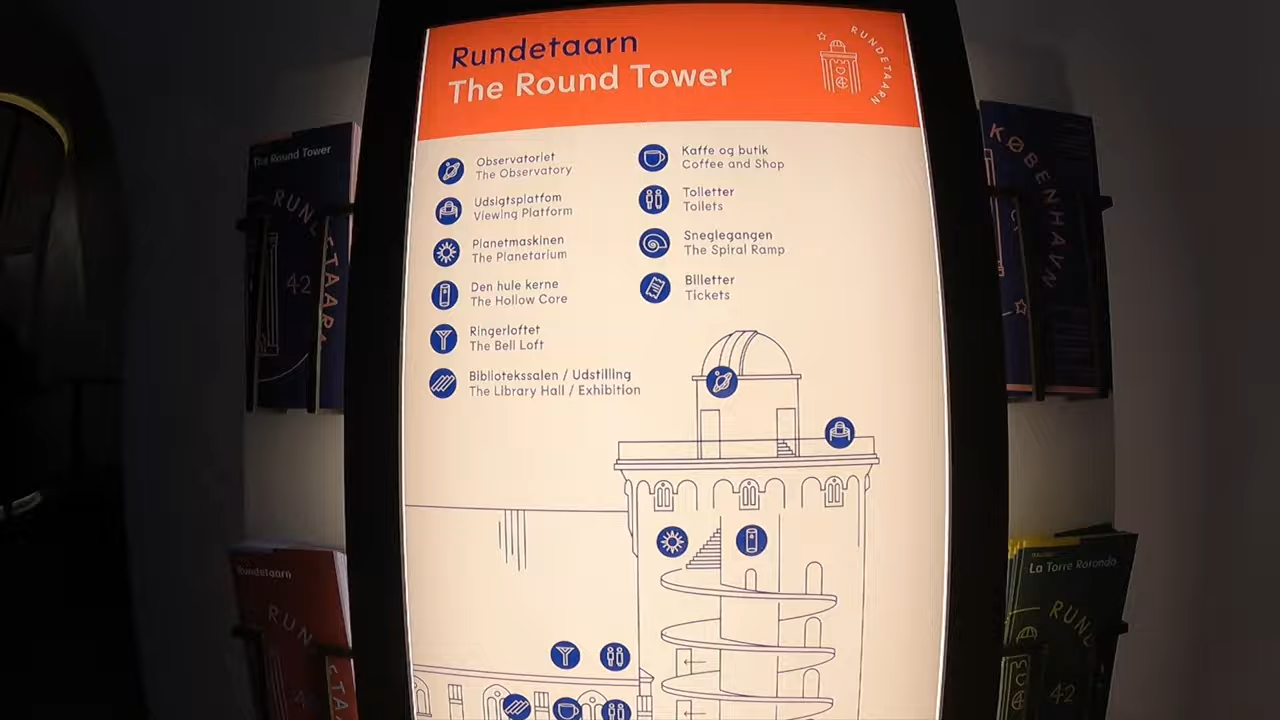 Rundetaarn
The Round Tower
RUNDETAARN
Observatoriet
The Observatory
Udsigtsplatfom
Viewing Platform
Planetmaskinen
The Planetarium
Den hule kerne
The Hollow Core
Ringerloftet
The Bell Loft
Bibliotekssalen / Udstilling
The Library Hall / Exhibition
Kaffe og butik
Coffee and Shop
Toiletter
Toilets
Sneglegangen
The Spiral Ramp
Billetter
Tickets
The Round Tower
42
KØBENHAVN
Rundetaarn
La Torre Rotonda
42